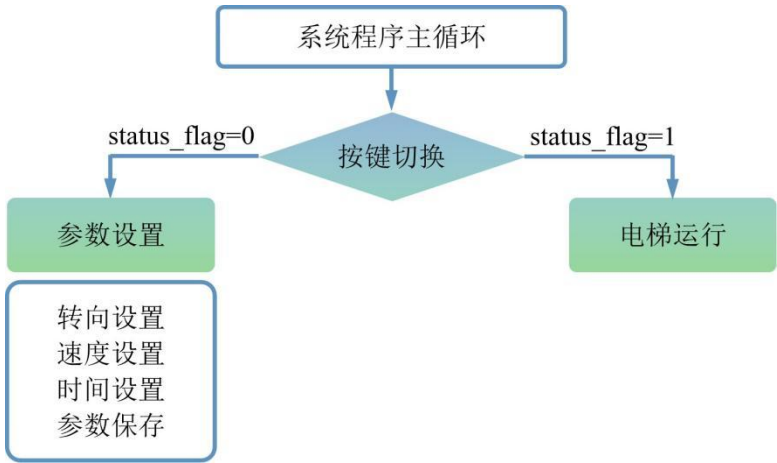 系统程序主循环
status_flag=0
status_flag=1
按键切换
参数设置
电梯运行
转向设置
速度设置
时间设置
参数保存